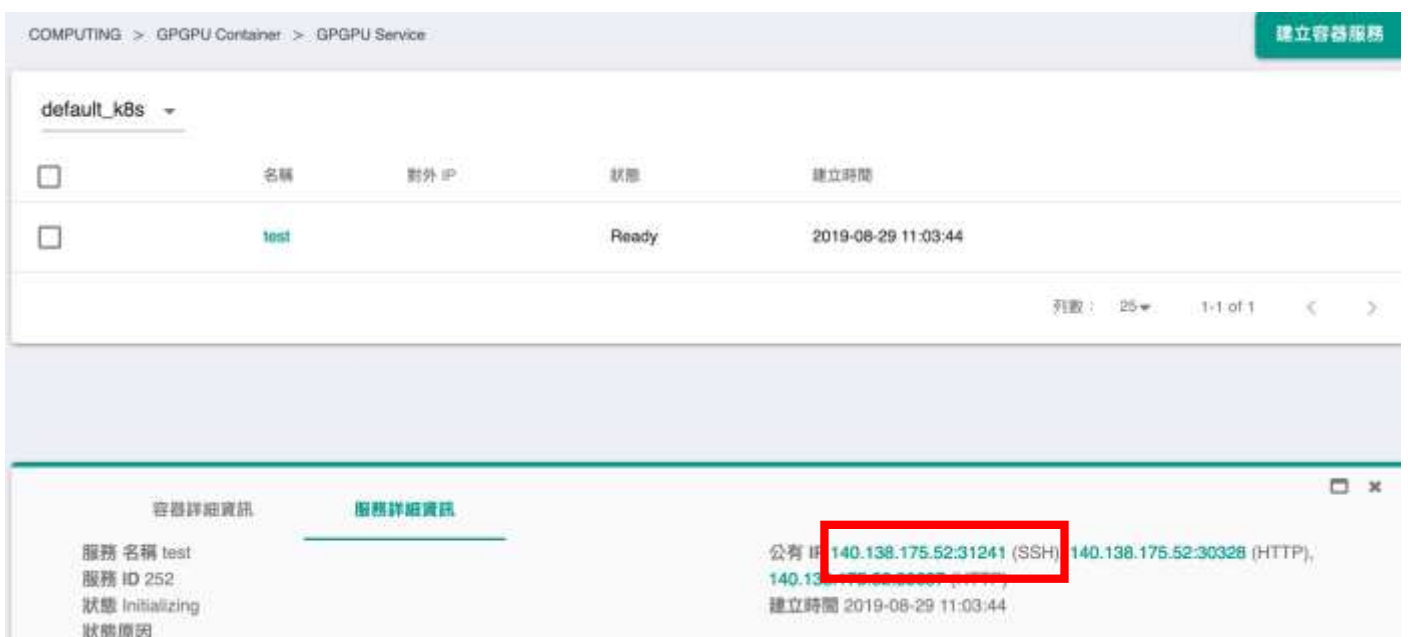 COMPUTING > GPGPU Container > GPGPU Service
建立容器服務
default_k8s
名稱 對外 IP 狀態 建立時間
test Ready 2019-08-29 11:03:44
列數： 25 1-1 of 1 < >
容器詳細資訊 服務詳細資訊
服務 名稱 test
公有 IP 140.138.175.52:31241 (SSH) 140.138.175.52:30328 (HTTP),
服務 ID 252
狀態 Initializing
建立時間 2019-08-29 11:03:44
狀態原因